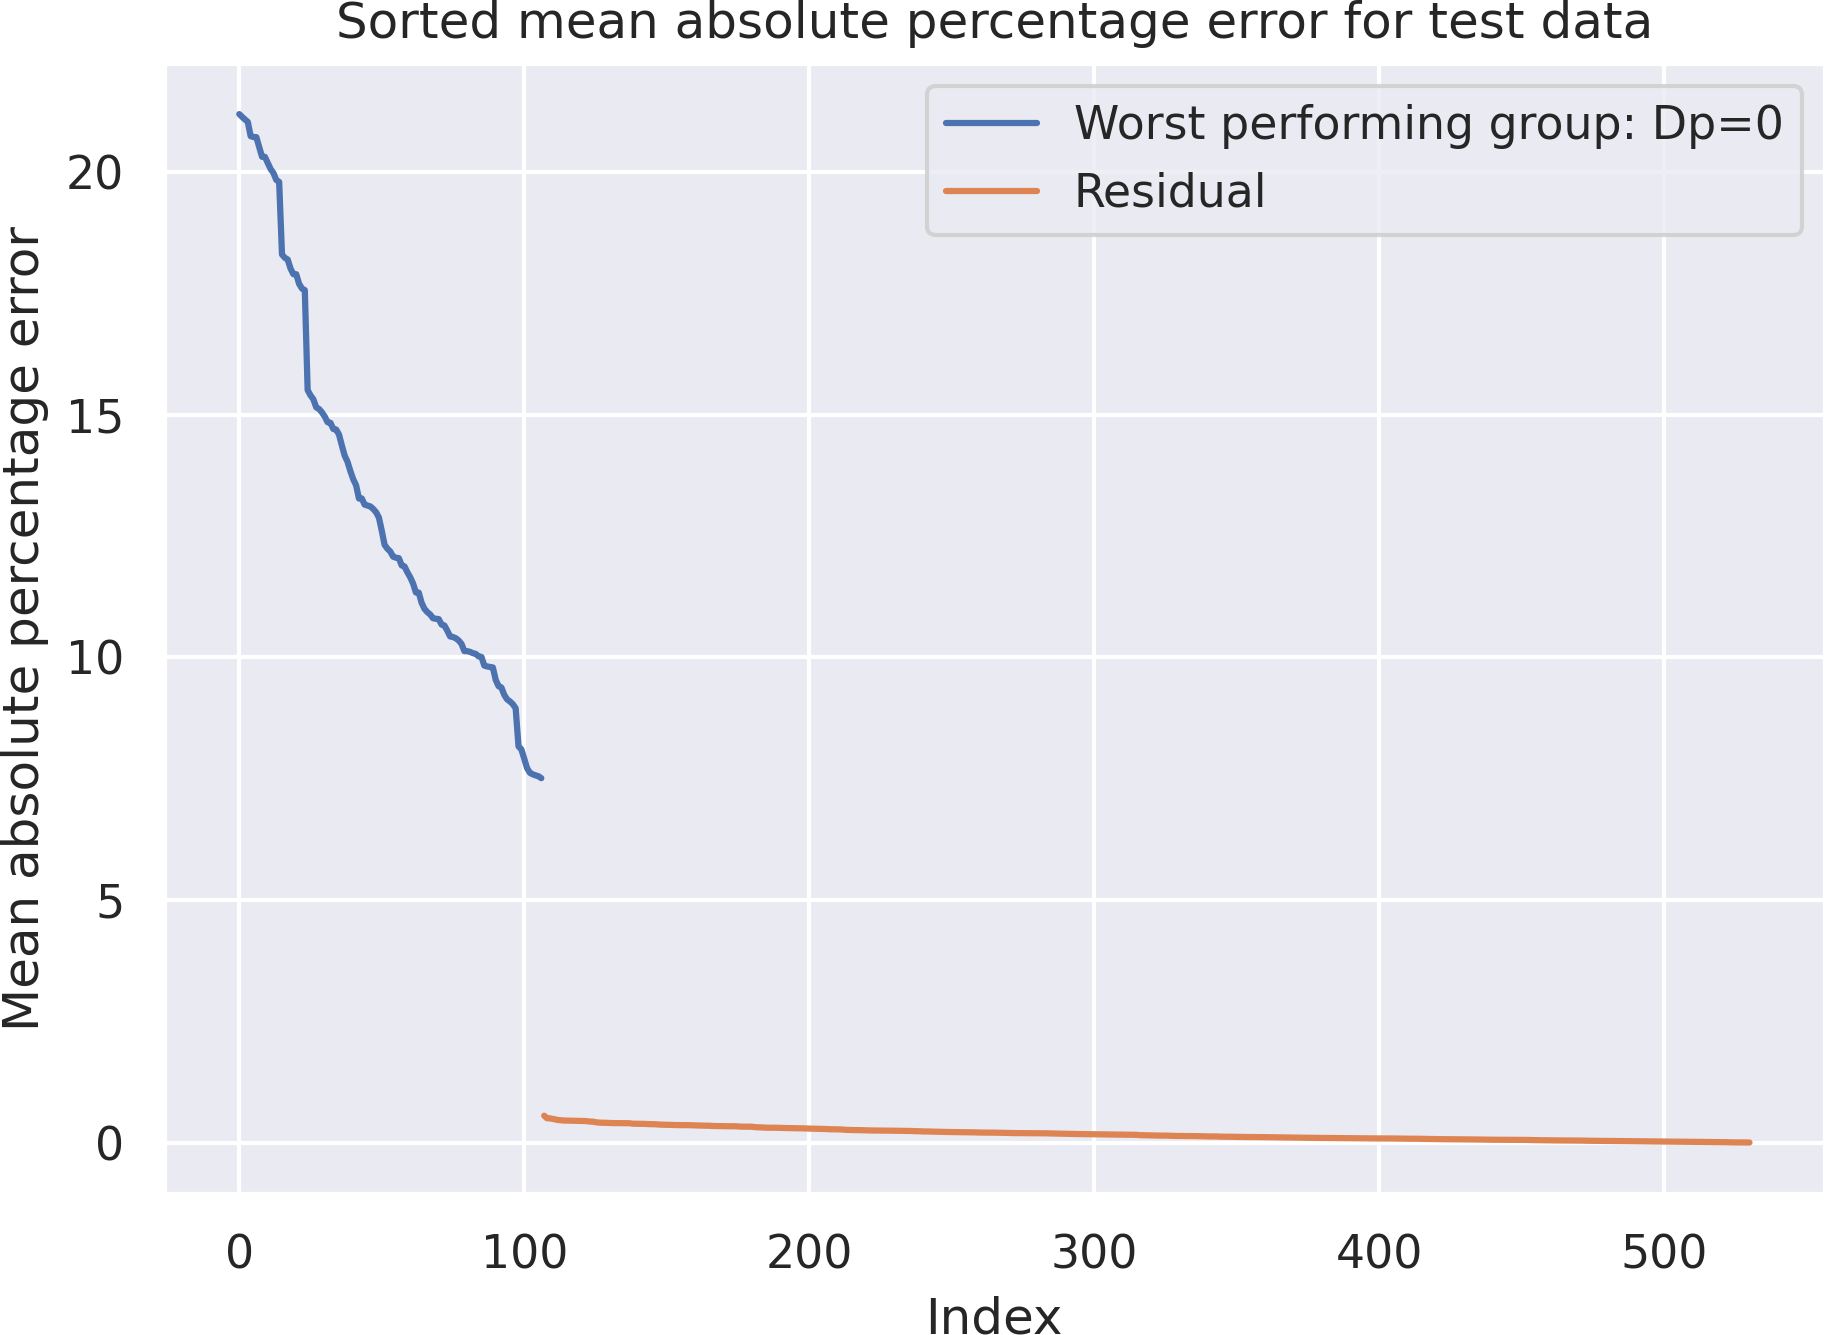 Sorted mean absolute percentage error for test data
Worst performing group: Dp=0
Residual
Mean absolute percentage error
20
15
10
5
0
0 100 200 300 400 500
Index